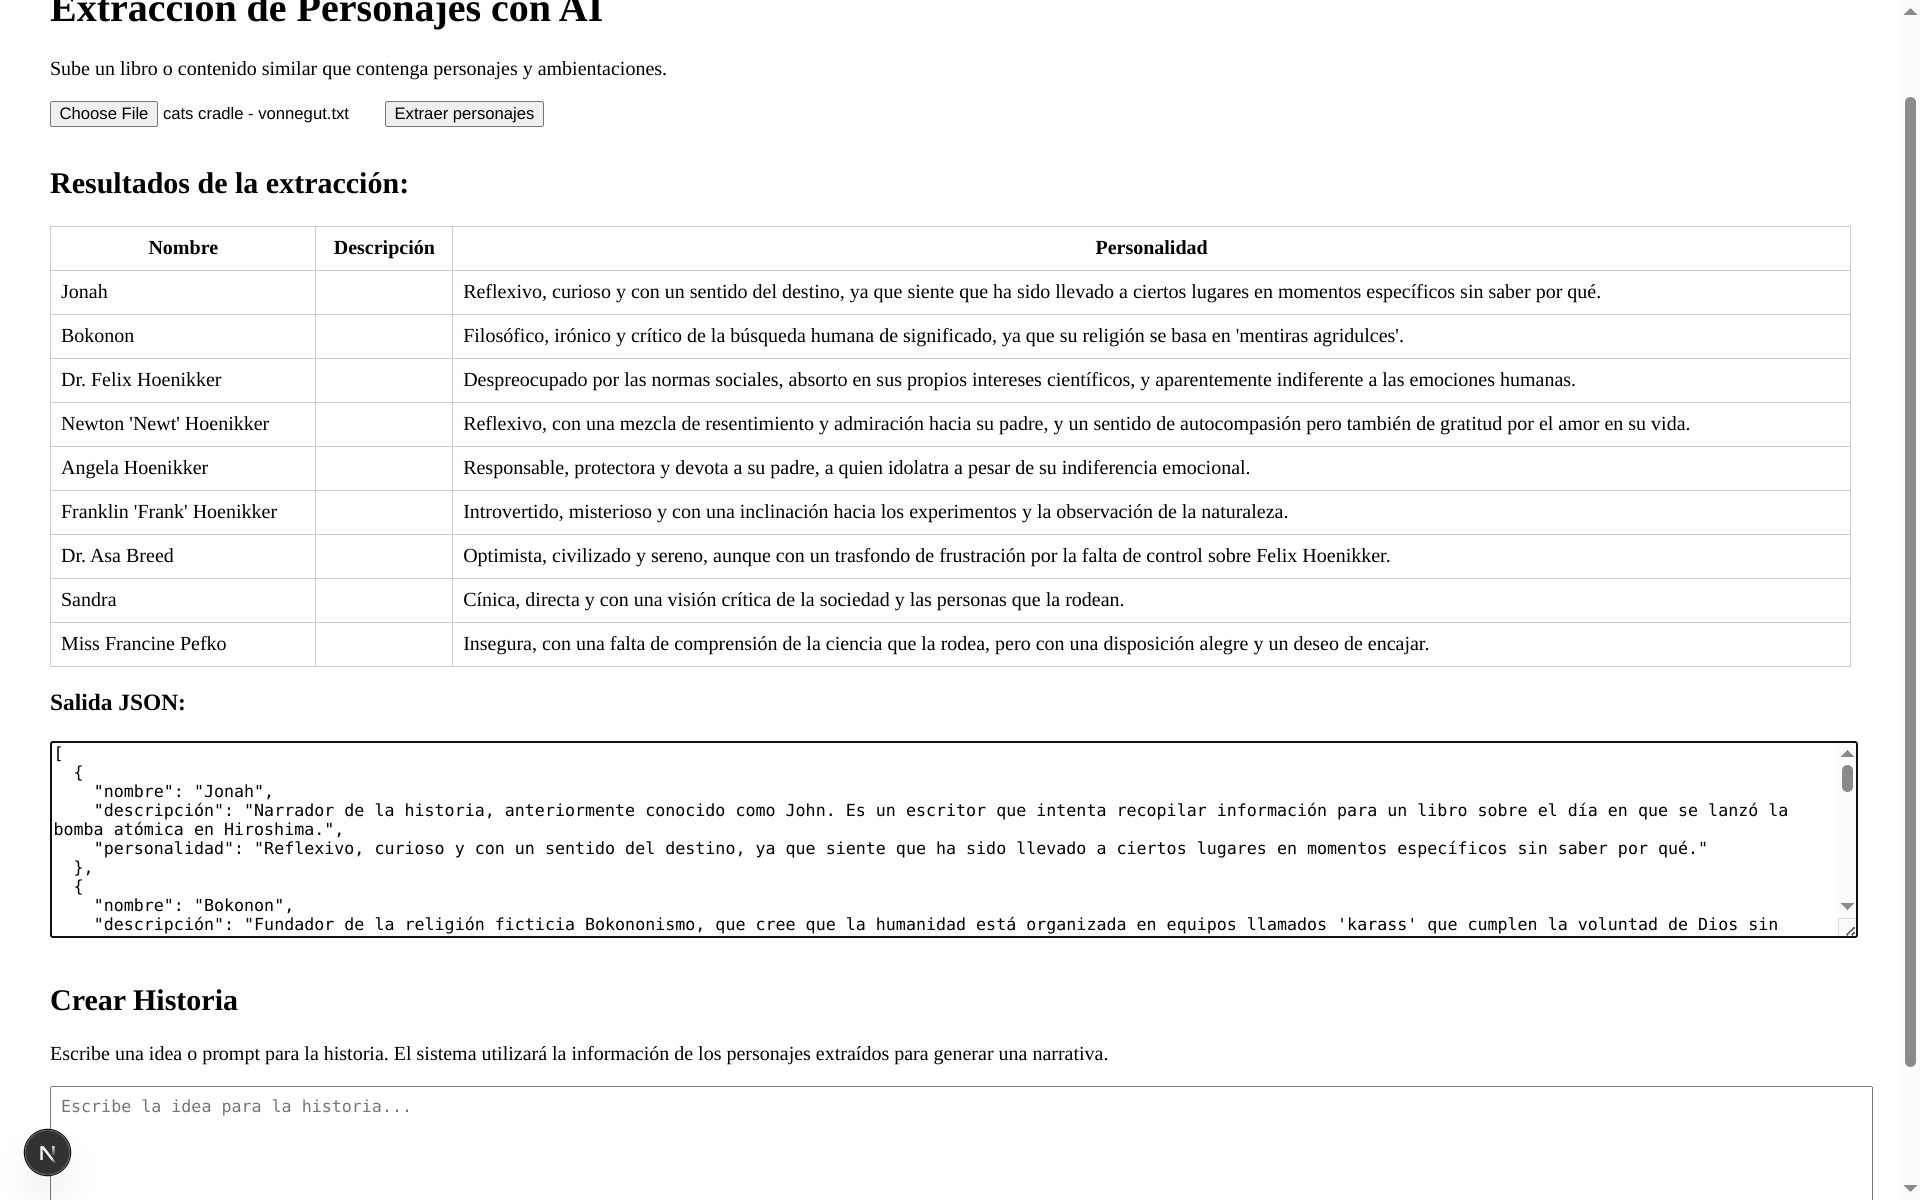 Extracción de Personajes con AI
Sube un libro o contenido similar que contenga personajes y ambientaciones.
Choose File cats cradle - vonnegut.txt Extraer personajes
Resultados de la extracción:
Nombre Descripción Personalidad
Jonah Reflexivo, curioso y con un sentido del destino, ya que siente que ha sido llevado a ciertos lugares en momentos específicos sin saber por qué.
Bokonon Filosófico, irónico y crítico de la búsqueda humana de significado, ya que su religión se basa en 'mentiras agridulces'.
Dr. Felix Hoenikker Despreocupado por las normas sociales, absorto en sus propios intereses científicos, y aparentemente indiferente a las emociones humanas.
Newton 'Newt' Hoenikker Reflexivo, con una mezcla de resentimiento y admiración hacia su padre, y un sentido de autocompasión pero también de gratitud por el amor en su vida.
Angela Hoenikker Responsable, protectora y devota a su padre, a quien idolatra a pesar de su indiferencia emocional.
Franklin 'Frank' Hoenikker Introvertido, misterioso y con una inclinación hacia los experimentos y la observación de la naturaleza.
Dr. Asa Breed Optimista, civilizado y sereno, aunque con un trasfondo de frustración por la falta de control sobre Felix Hoenikker.
Sandra Cínica, directa y con una visión crítica de la sociedad y las personas que la rodean.
Miss Francine Pefko Insegura, con una falta de comprensión de la ciencia que la rodea, pero con una disposición alegre y un deseo de encajar.
Salida JSON:
[
{
"nombre": "Jonah",
"descripción": "Narrador de la historia, anteriormente conocido como John. Es un escritor que intenta recopilar información para un libro sobre el día en que se lanzó la
bomba atómica en Hiroshima.",
"personalidad": "Reflexivo, curioso y con un sentido del destino, ya que siente que ha sido llevado a ciertos lugares en momentos específicos sin saber por qué."
},
{
"nombre": "Bokonon",
"descripción": "Fundador de la religión ficticia Bokononismo, que cree que la humanidad está organizada en equipos llamados 'karass' que cumplen la voluntad de Dios sin
Crear Historia
Escribe una idea o prompt para la historia. El sistema utilizará la información de los personajes extraídos para generar una narrativa.
Escribe la idea para la historia...
N